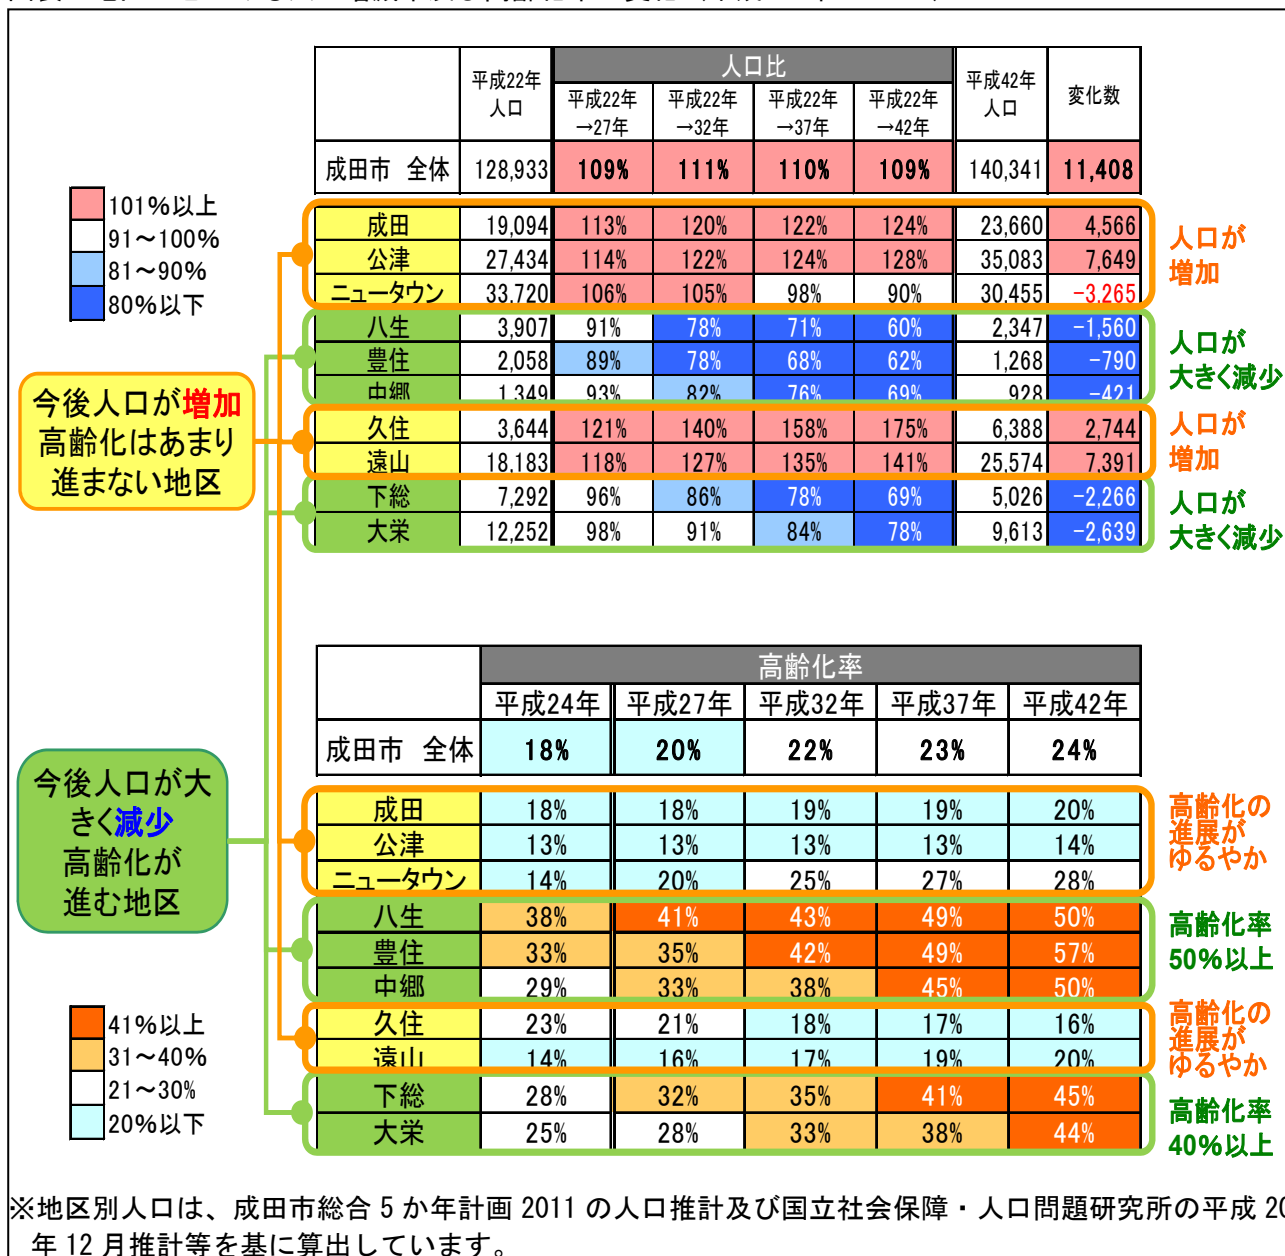 平成22年
人口
人口比
平成42年
人口
変化数
平成22年
→27年
平成22年
→32年
平成22年
→37年
平成22年
→42年
成田市 全体 128,933 109% 111% 110% 109% 140,341 11,408
101%以上
91～100%
81～90%
80%以下
成田 19,094 113% 120% 122% 124% 23,660 4,566
公津 27,434 114% 122% 124% 128% 35,083 7,649
ニュータウン 33,720 106% 105% 98% 90% 30,455 -3,265
人口が
増加
八生 3,907 91% 78% 71% 60% 2,347 -1,560
豊住 2,058 89% 78% 68% 62% 1,268 -790
中郷 1,349 93% 82% 76% 69% 928 -421
人口が
大きく減少
久住 3,644 121% 140% 158% 175% 6,388 2,744
遠山 18,183 118% 127% 135% 141% 25,574 7,391
人口が
増加
下総 7,292 96% 86% 78% 69% 5,026 -2,266
大栄 12,252 98% 91% 84% 78% 9,613 -2,639
人口が
大きく減少
今後人口が増加
高齢化はあまり
進まない地区
高齢化率
平成24年 平成27年 平成32年 平成37年 平成42年
成田市 全体 18% 20% 22% 23% 24%
成田 18% 18% 19% 19% 20%
公津 13% 13% 13% 13% 14%
ニュータウン 14% 20% 25% 27% 28%
高齢化の
進展が
ゆるやか
八生 38% 41% 43% 49% 50%
豊住 33% 35% 42% 49% 57%
中郷 29% 33% 38% 45% 50%
高齢化率
50%以上
久住 23% 21% 18% 17% 16%
遠山 14% 16% 17% 19% 20%
高齢化の
進展が
ゆるやか
下総 28% 32% 35% 41% 45%
大栄 25% 28% 33% 38% 44%
高齢化率
40%以上
今後人口が大
きく減少
高齢化が
進む地区
41%以上
31～40%
21～30%
20%以下
※地区別人口は、成田市総合5か年計画2011の人口推計及び国立社会保障・人口問題研究所の平成20
年12月推計等を基に算出しています。